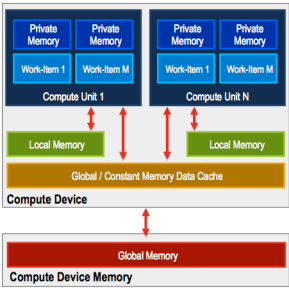 Private Memory Private Memory Private Memory Private Memory
Work-Item 1 Work-Item M Work-Item 1 Work-Item M
Compute Unit 1 Compute Unit N
Local Memory Local Memory
Global / Constant Memory Data Cache
Compute Device
Global Memory
Compute Device Memory